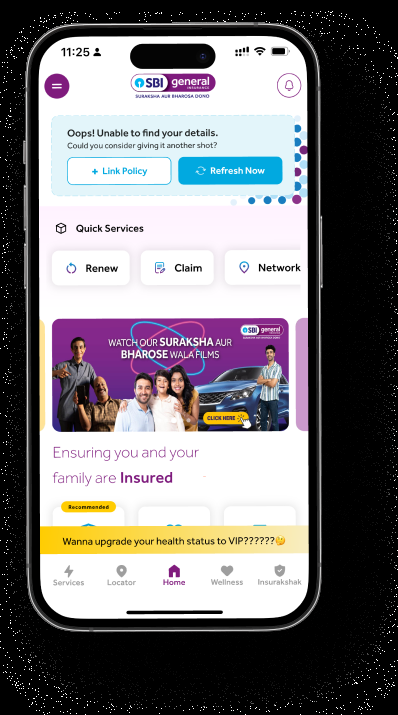 11:25
SBI general
INSURANCE
SURAKSHA AUR BHAROSA DONO
Oops! Unable to find your details.
Could you consider giving it another shot?
+ Link Policy
Refresh Now
Quick Services
Renew
Claim
Network
SBI general
WATCH OUR SURAKSHA AUR
BHAROSE WALA FILMS
CLICK HERE
Ensuring you and your
family are Insured
Recommended
Wanna upgrade your health status to VIP??????🤔
Services
Locator
Home
Wellness
Insurakshak